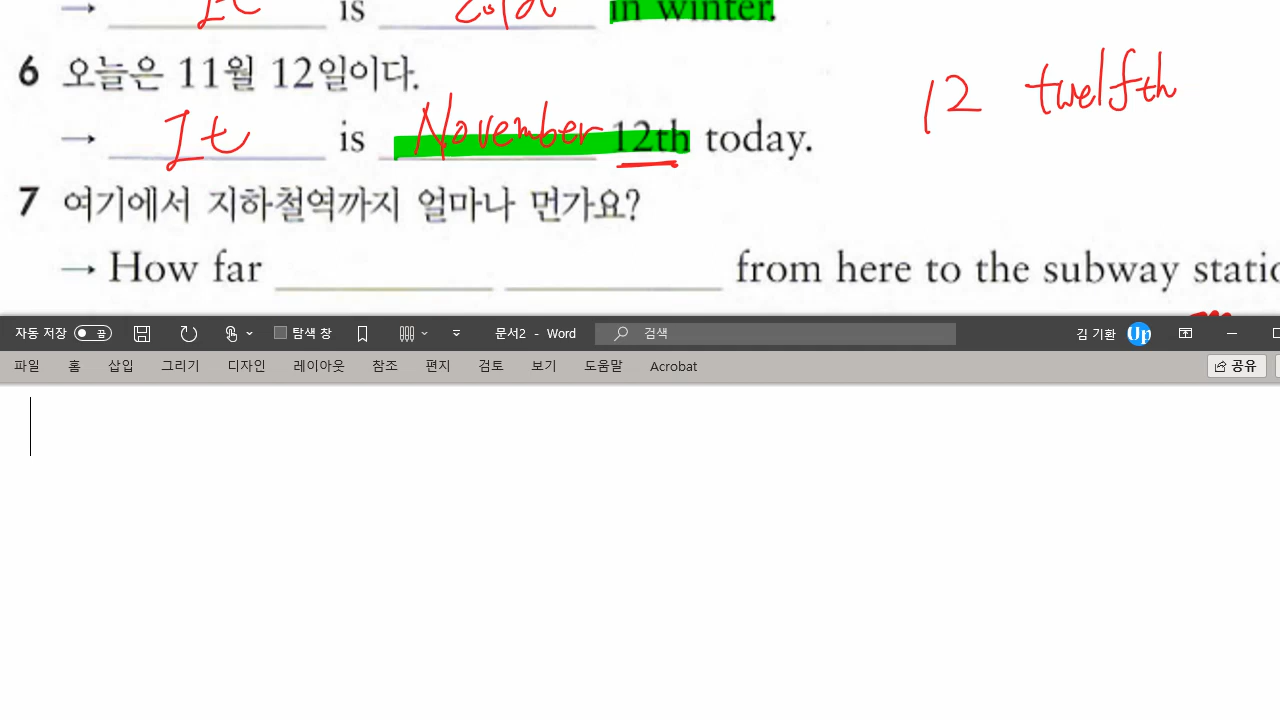 → It is cold in winter.
6 오늘은 11월 12일이다.
12 twelfth
→ It is November 12th today.
7 여기에서 지하철역까지 얼마나 먼가요?
→ How far from here to the subway static
자동 저장 끔 탐색 창 문서2 - Word 검색 김 기환 Up
파일 홈 삽입 그리기 디자인 레이아웃 참조 편지 검토 보기 도움말 Acrobat 공유